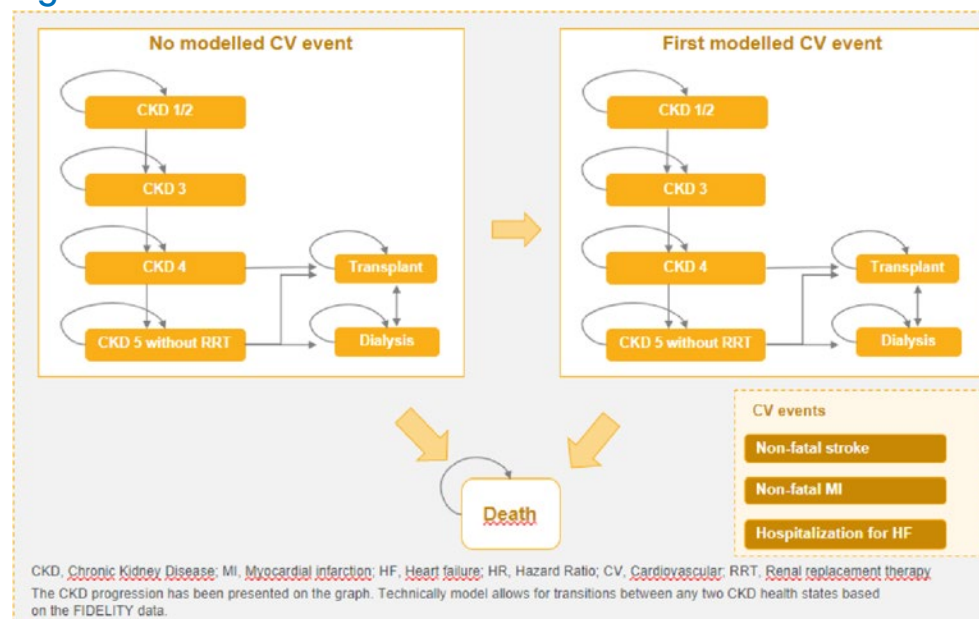 No modelled CV event
CKD 1/2
CKD 3
CKD 4
Transplant
CKD 5 without RRT
Dialysis
First modelled CV event
CKD 1/2
CKD 3
CKD 4
Transplant
CKD 5 without RRT
Dialysis
CV events
Non-fatal stroke
Non-fatal MI
Hospitalization for HF
Death
CKD, Chronic Kidney Disease; MI, Myocardial infarction; HF, Heart failure; HR, Hazard Ratio; CV, Cardiovascular; RRT, Renal replacement therapy
The CKD progression has been presented on the graph. Technically model allows for transitions between any two CKD health states based
on the FIDELITY data.